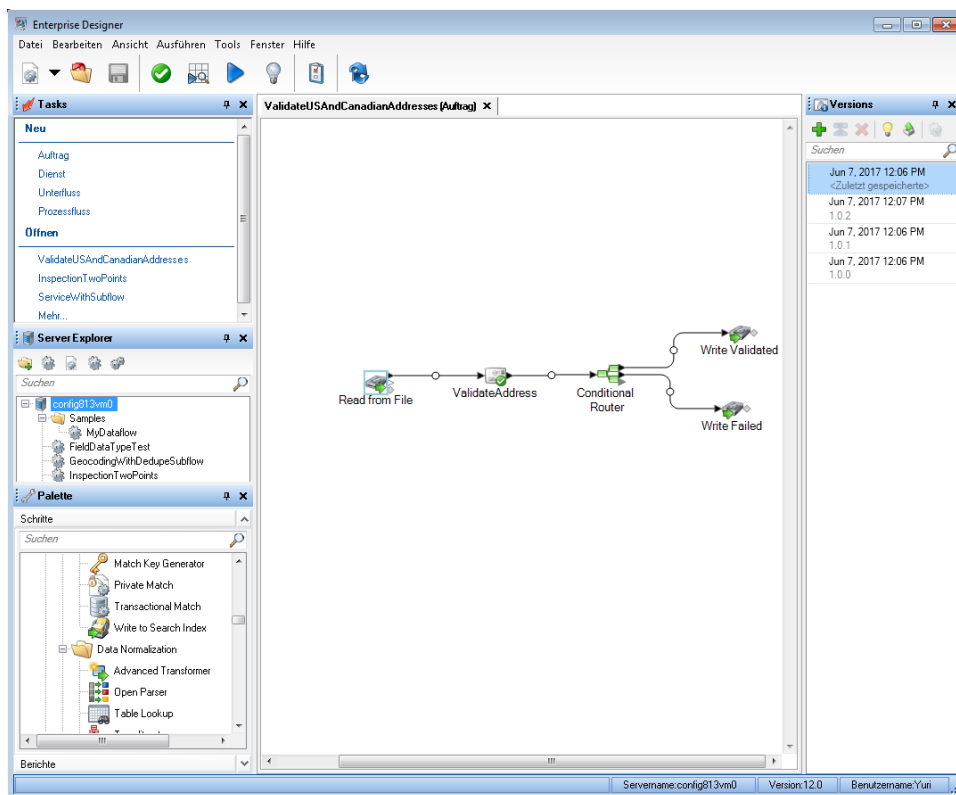 Enterprise Designer
Datei Bearbeiten Ansicht Ausführen Tools Fenster Hilfe
Tasks
Neu
Auftrag
Dienst
Unterfluss
Prozessfluss
Öffnen
ValidateUSAndCanadianAddresses
InspectionTwoPoints
ServiceWithSubflow
Mehr...
Server Explorer
Suchen
config813vm0
Samples
MyDataflow
FieldDataTypeTest
GeocodingWithDedupeSubflow
InspectionTwoPoints
Palette
Schritte
Suchen
Match Key Generator
Private Match
Transactional Match
Write to Search Index
Data Normalization
Advanced Transformer
Open Parser
Table Lookup
Berichte
ValidateUSAndCanadianAddresses (Auftrag)
Read from File
ValidateAddress
Conditional
Router
Write Validated
Write Failed
Versions
Suchen
Jun 7, 2017 12:06 PM
<Zuletzt gespeicherte>
Jun 7, 2017 12:07 PM
1.0.2
Jun 7, 2017 12:06 PM
1.0.1
Jun 7, 2017 12:06 PM
1.0.0
Servername:config813vm0
Version:12.0
Benutzername:Yuri